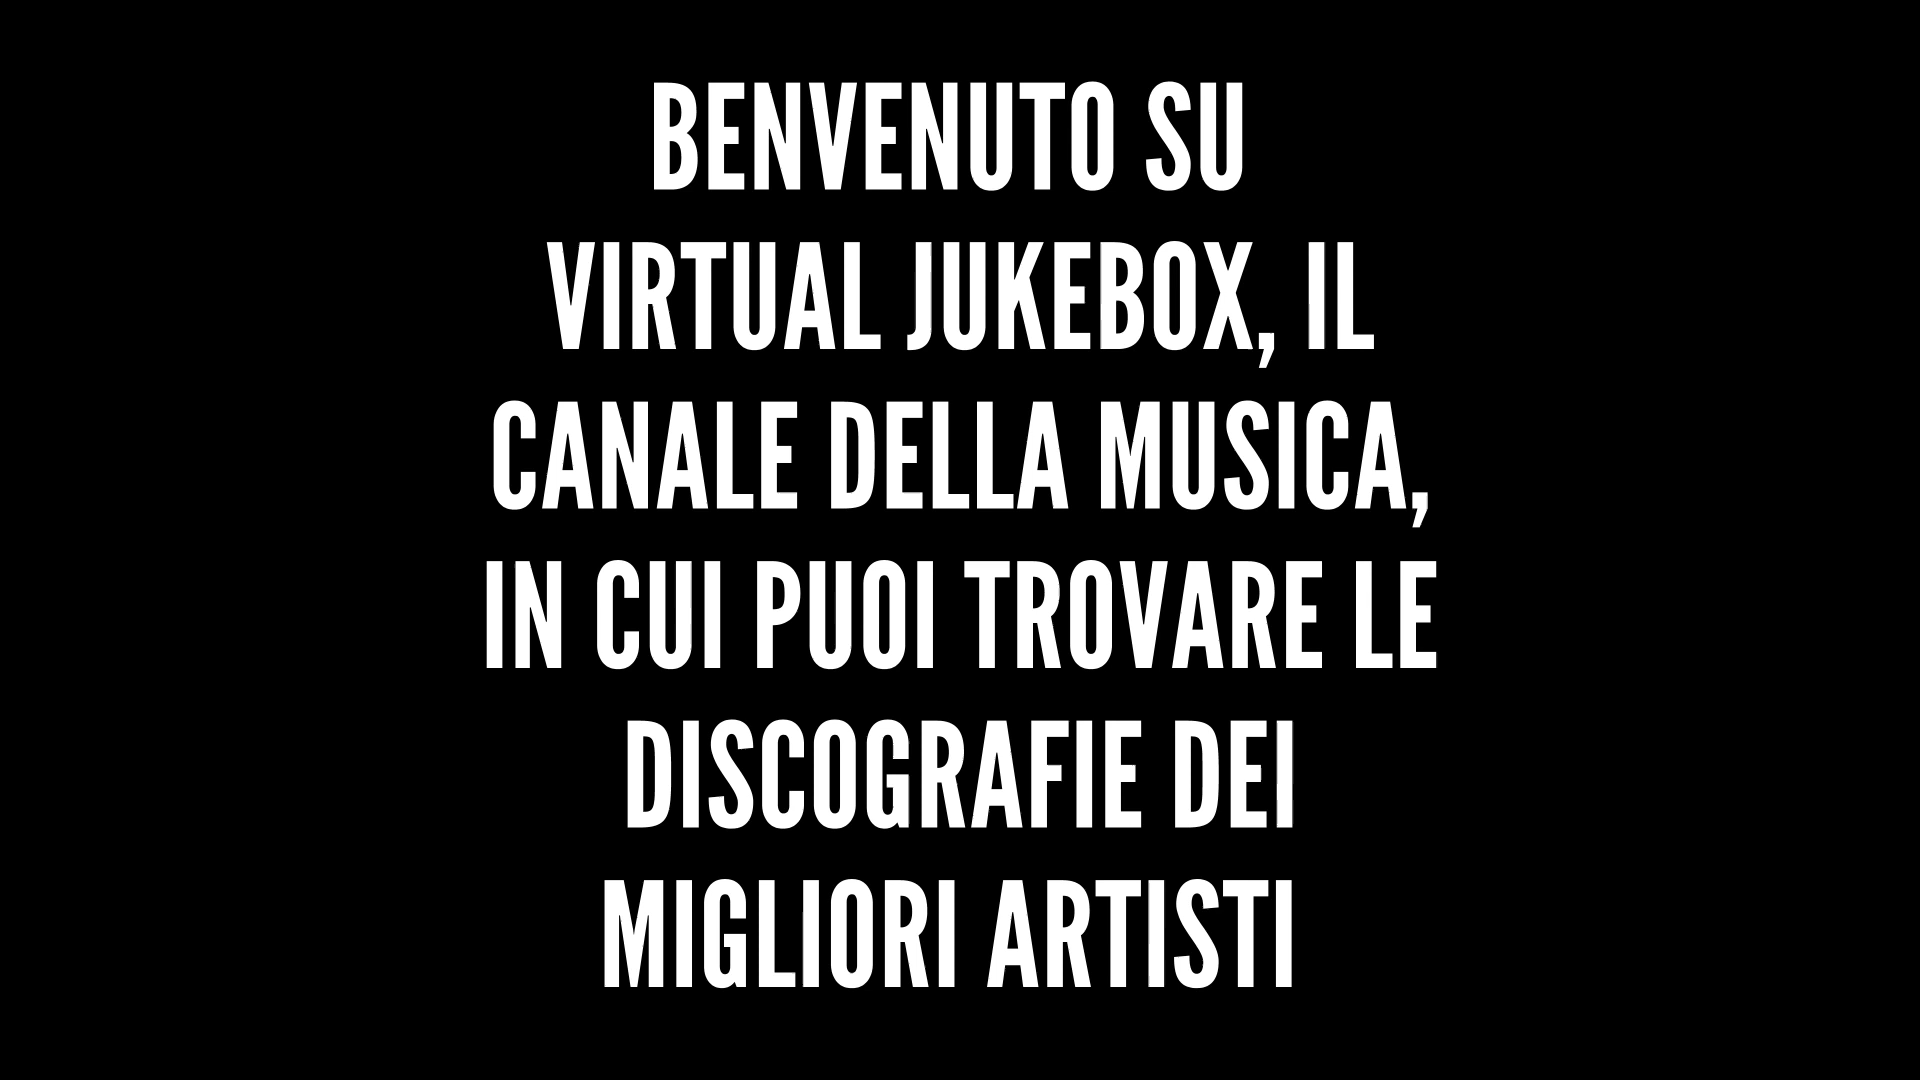 BENVENUTO SU
VIRTUAL JUKEBOX, IL
CANALE DELLA MUSICA,
IN CUI PUOI TROVARE LE
DISCOGRAFIE DEI
MIGLIORI ARTISTI